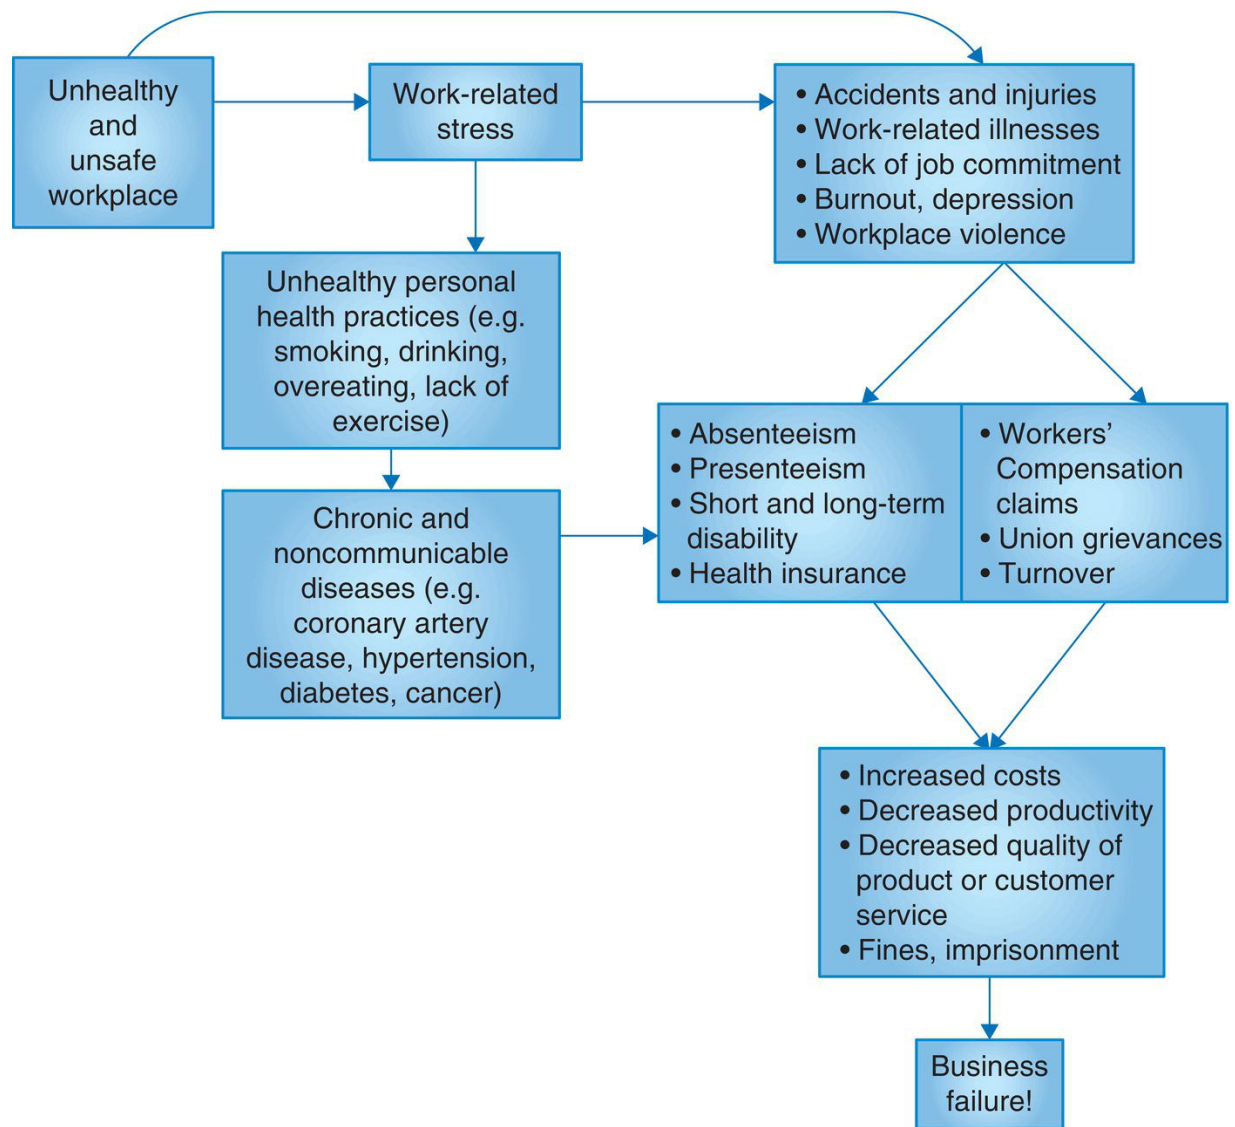 Unhealthy
and
unsafe
workplace
Work-related
stress
• Accidents and injuries
• Work-related illnesses
• Lack of job commitment
• Burnout, depression
• Workplace violence
Unhealthy personal
health practices (e.g.
smoking, drinking,
overeating, lack of
exercise)
• Absenteeism
• Presenteeism
• Short and long-term
disability
• Health insurance
• Workers’
Compensation
claims
• Union grievances
• Turnover
Chronic and
noncommunicable
diseases (e.g.
coronary artery
disease, hypertension,
diabetes, cancer)
• Increased costs
• Decreased productivity
• Decreased quality of
product or customer
service
• Fines, imprisonment
Business
failure!